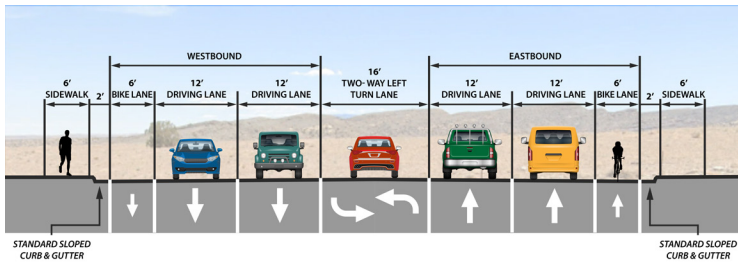 WESTBOUND
EASTBOUND
6’
SIDEWALK
2’
6’
BIKE LANE
12’
DRIVING LANE
12’
DRIVING LANE
16’
TWO- WAY LEFT
TURN LANE
12’
DRIVING LANE
12’
DRIVING LANE
6’
BIKE LANE
2’
6’
SIDEWALK
STANDARD SLOPED
CURB & GUTTER
STANDARD SLOPED
CURB & GUTTER